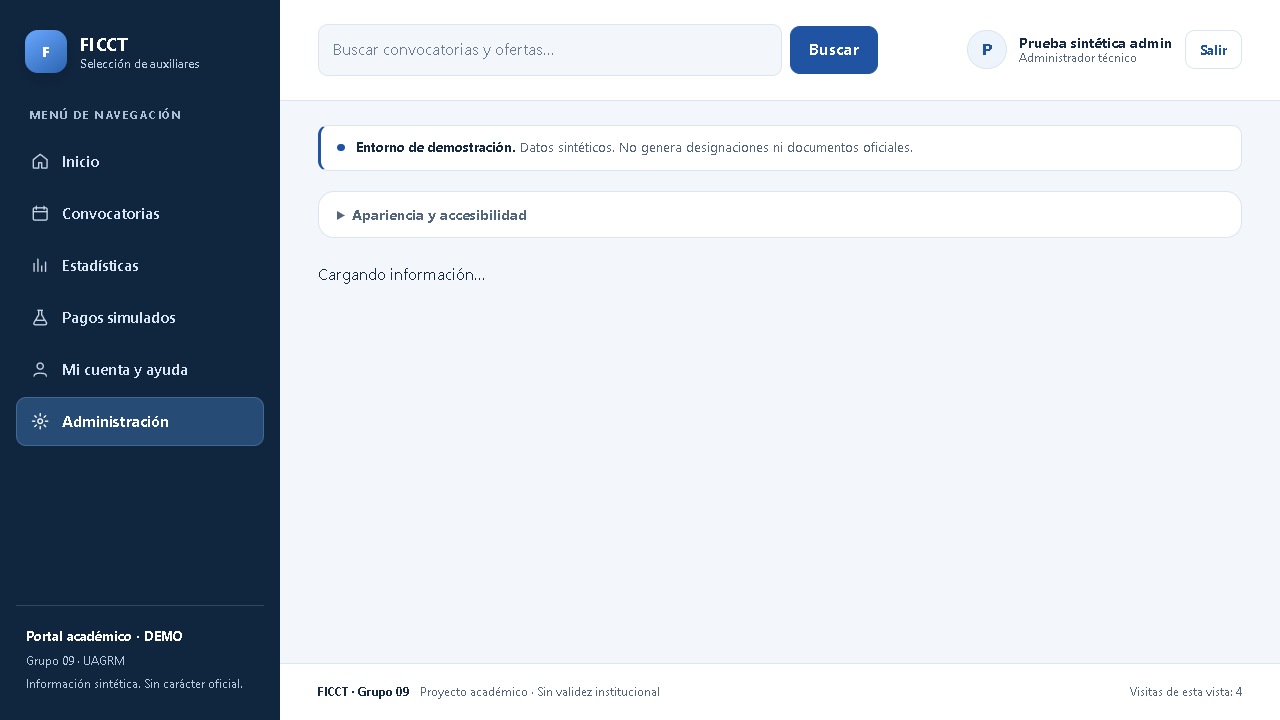 F
FICCT
Selección de auxiliares
MENÚ DE NAVEGACIÓN
Inicio
Convocatorias
Estadísticas
Pagos simulados
Mi cuenta y ayuda
Administración
Portal académico · DEMO
Grupo 09 · UAGRM
Información sintética. Sin carácter oficial.
Buscar convocatorias y ofertas...
Buscar
P
Prueba sintética admin
Administrador técnico
Salir
Entorno de demostración. Datos sintéticos. No genera designaciones ni documentos oficiales.
Apariencia y accesibilidad
Cargando información...
FICCT · Grupo 09 Proyecto académico · Sin validez institucional
Visitas de esta vista: 4